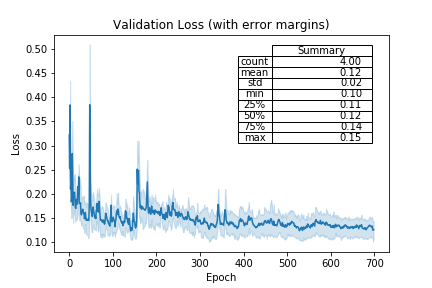 Validation Loss (with error margins)
Summary
count 4.00
mean 0.12
std 0.02
min 0.10
25% 0.11
50% 0.12
75% 0.14
max 0.15
Loss
0.50
0.45
0.40
0.35
0.30
0.25
0.20
0.15
0.10
0 100 200 300 400 500 600 700
Epoch